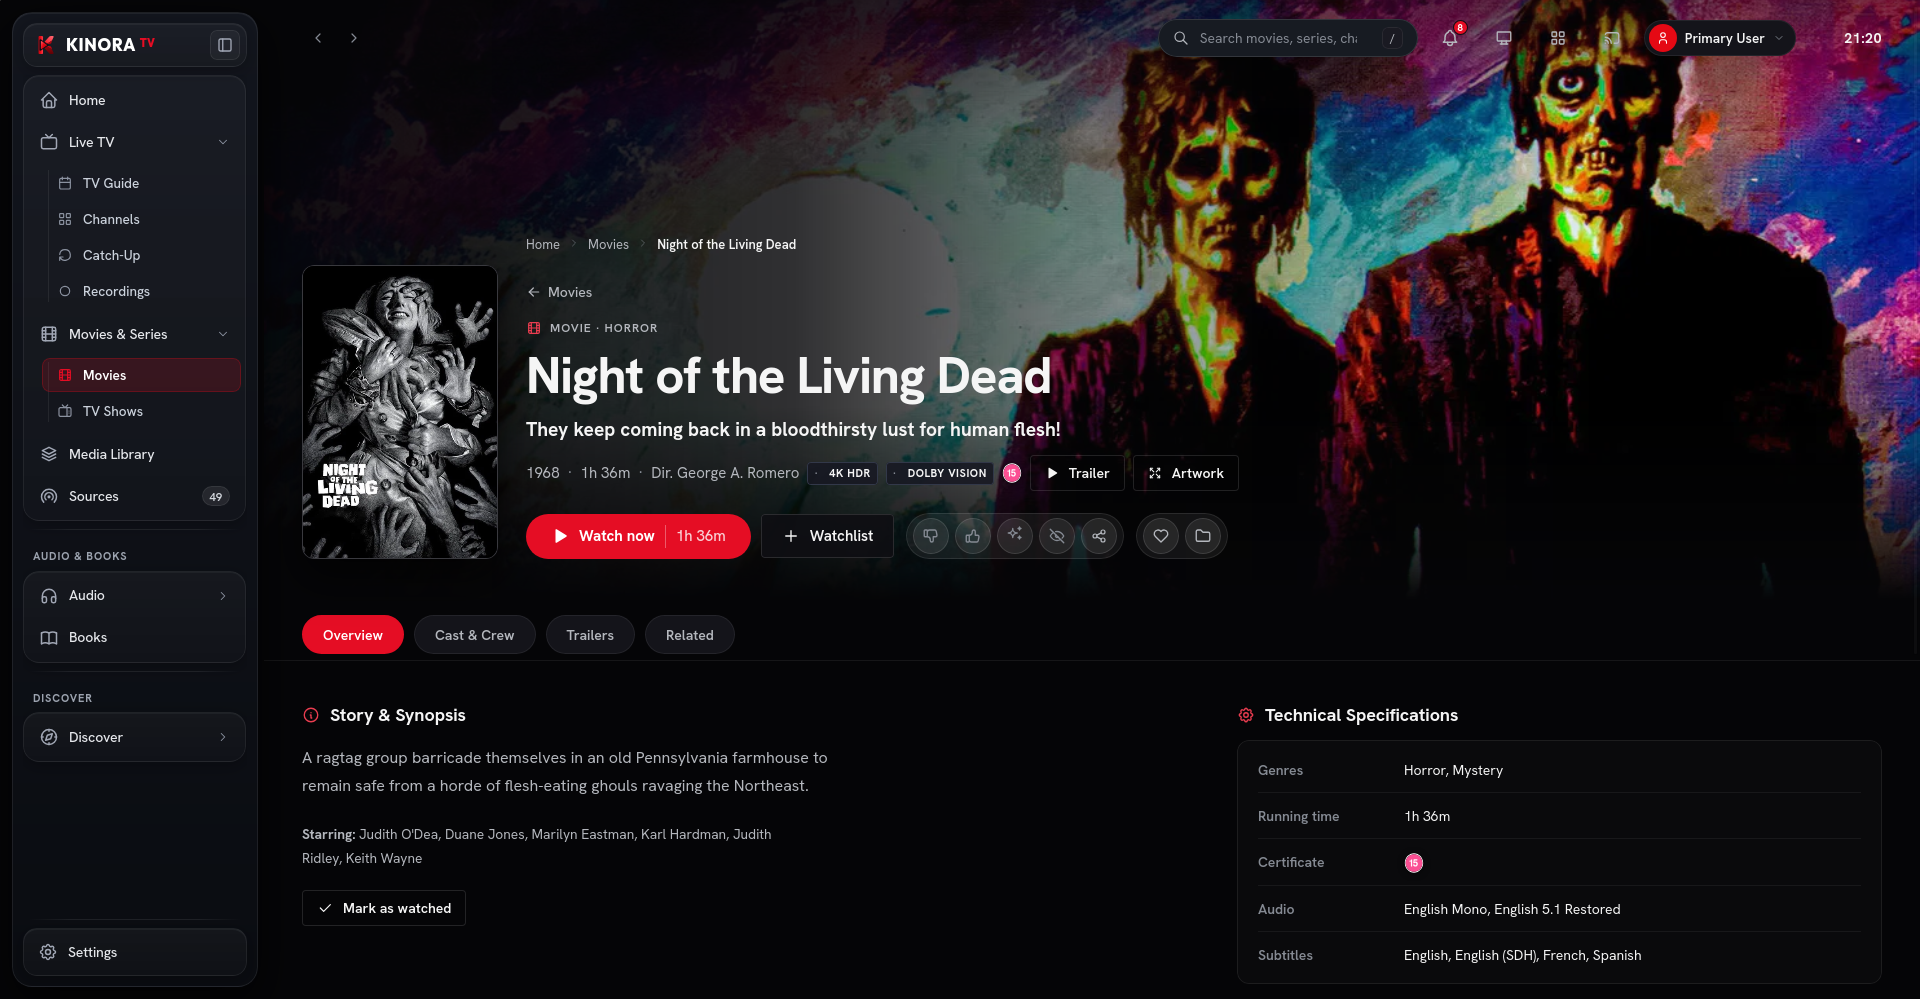 KINORA TV
Search movies, series, cha
/
8
Primary User
21:20
Home
Live TV
TV Guide
Channels
Catch-Up
Recordings
Movies & Series
Movies
TV Shows
Media Library
Sources
49
AUDIO & BOOKS
Audio
Books
DISCOVER
Discover
Settings
Home
Movies
Night of the Living Dead
NIGHT
OF THE
LIVING
DEAD
Movies
MOVIE · HORROR
Night of the Living Dead
They keep coming back in a bloodthirsty lust for human flesh!
1968 · 1h 36m · Dir. George A. Romero · 4K HDR · DOLBY VISION 15 Trailer Artwork
Watch now 1h 36m Watchlist
Overview Cast & Crew Trailers Related
Story & Synopsis
A ragtag group barricade themselves in an old Pennsylvania farmhouse to
remain safe from a horde of flesh-eating ghouls ravaging the Northeast.
Starring: Judith O'Dea, Duane Jones, Marilyn Eastman, Karl Hardman, Judith
Ridley, Keith Wayne
Mark as watched
Technical Specifications
Genres Horror, Mystery
Running time 1h 36m
Certificate 15
Audio English Mono, English 5.1 Restored
Subtitles English, English (SDH), French, Spanish